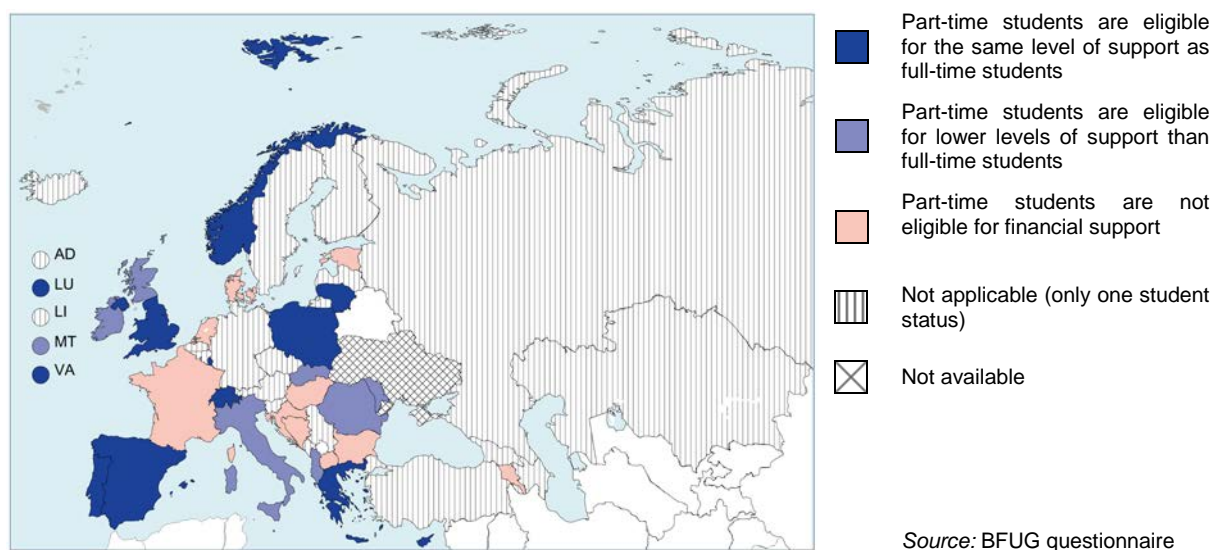 AD
LU
LI
MT
VA
Part-time students are eligible
for the same level of support as
full-time students
Part-time students are eligible
for lower levels of support than
full-time students
Part-time students are not
eligible for financial support
Not applicable (only one student
status)
Not available
Source: BFUG questionnaire